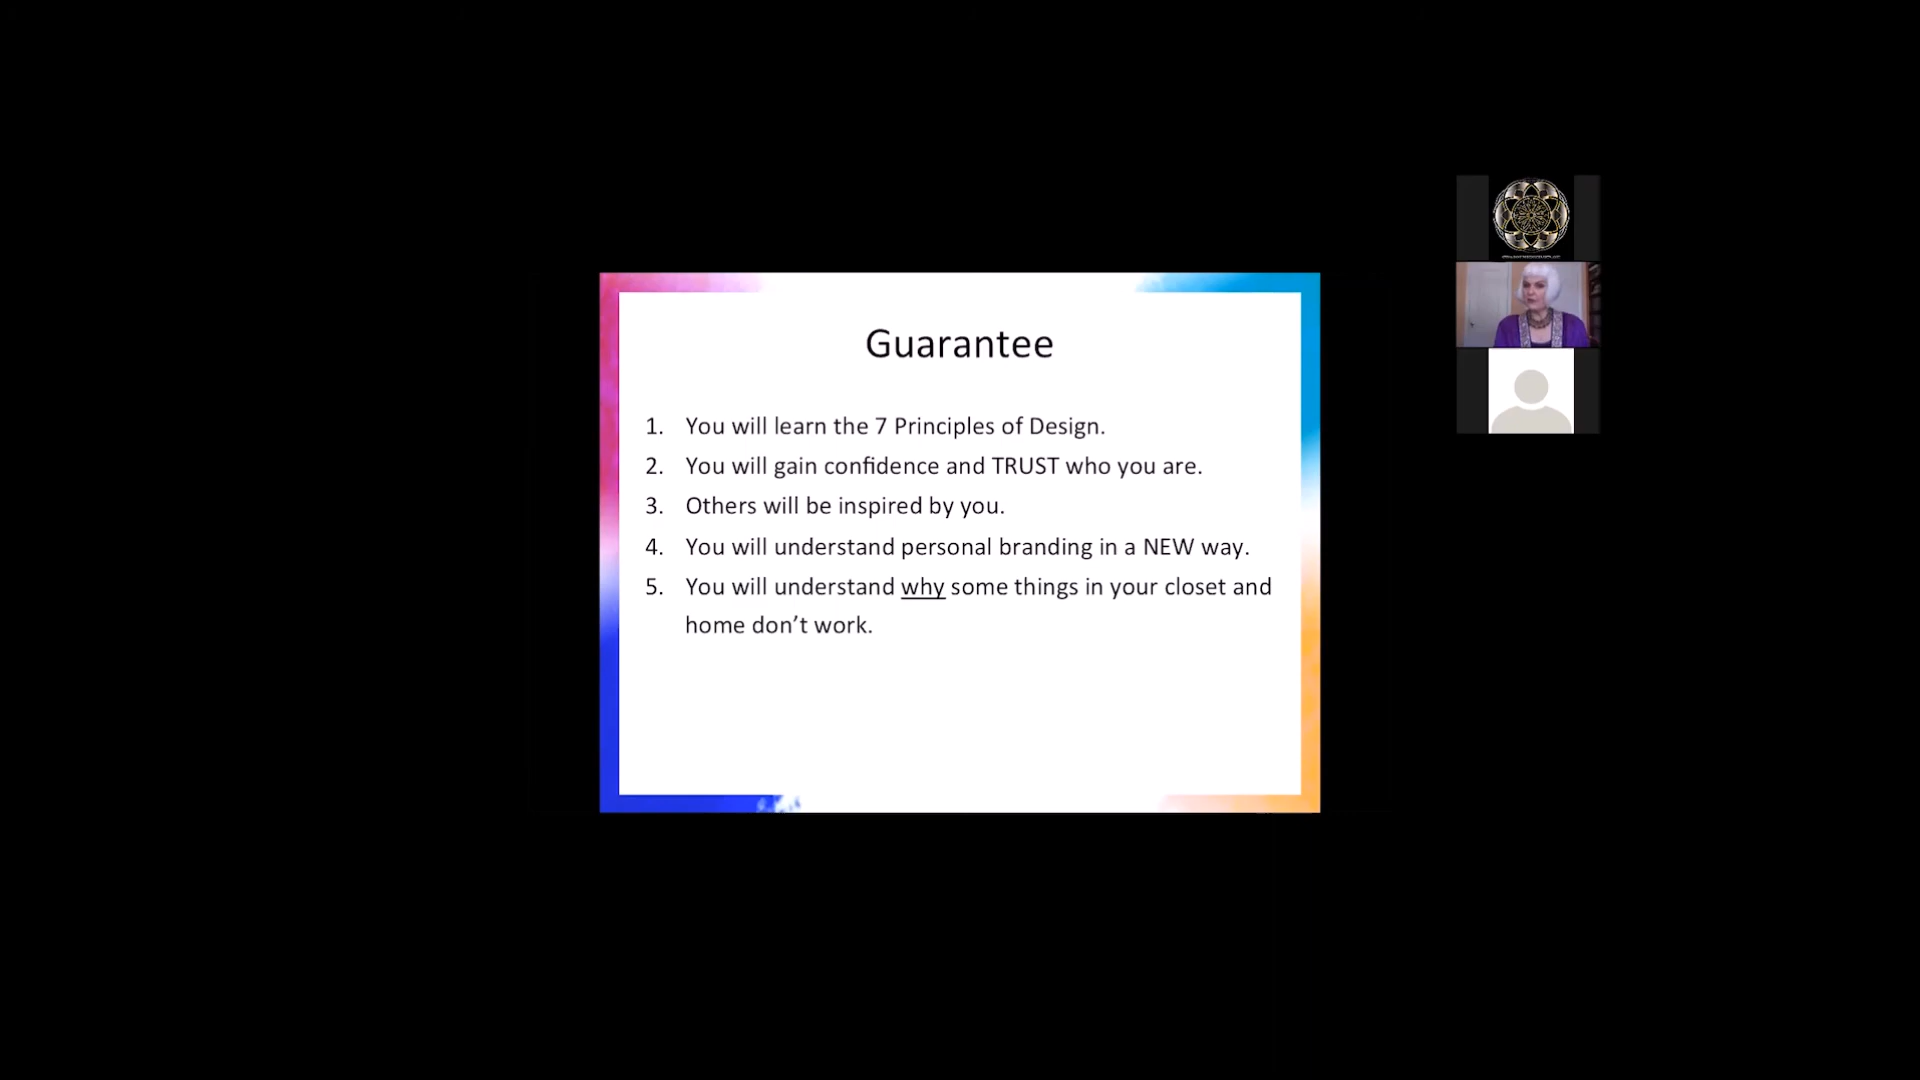 Guarantee
1. You will learn the 7 Principles of Design.
2. You will gain confidence and TRUST who you are.
3. Others will be inspired by you.
4. You will understand personal branding in a NEW way.
5. You will understand why some things in your closet and
home don’t work.